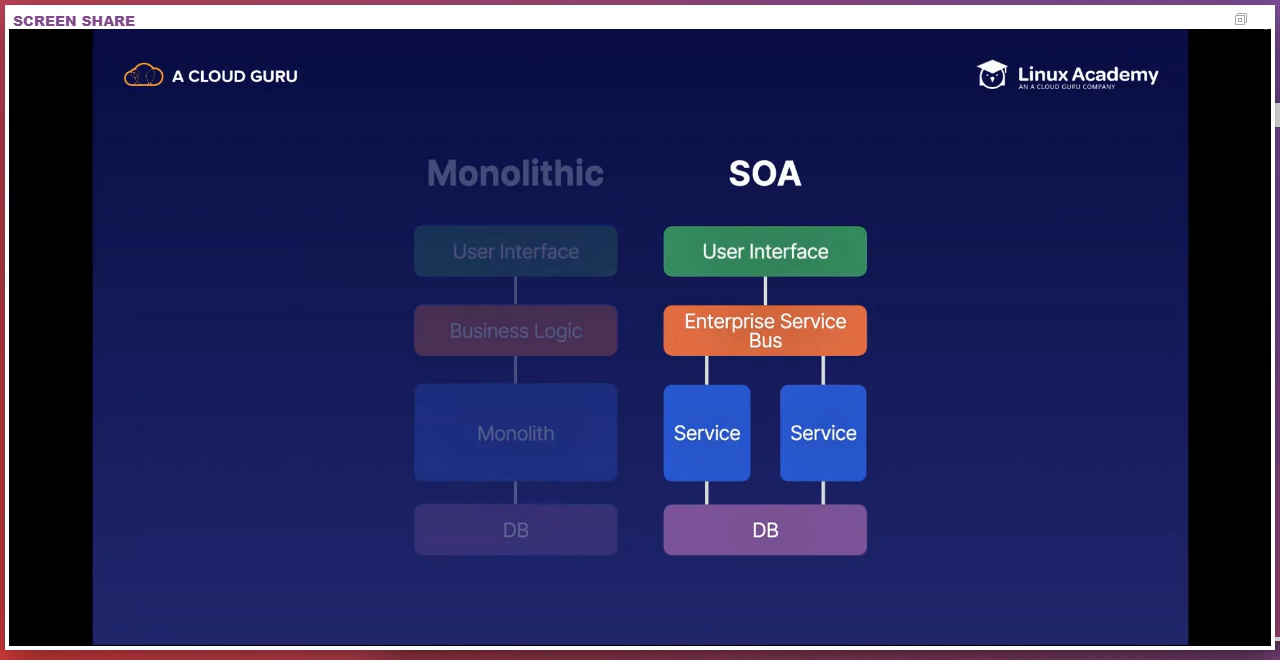 SCREEN SHARE
A CLOUD GURU
Linux Academy
AN A CLOUD GURU COMPANY
Monolithic
SOA
User Interface
User Interface
Business Logic
Enterprise Service
Bus
Monolith
Service
Service
DB
DB